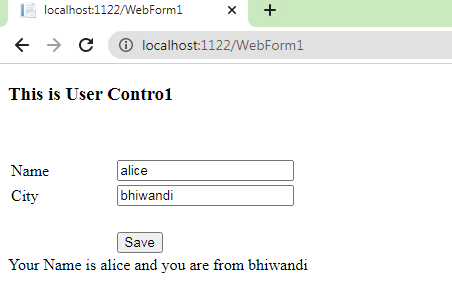 localhost:1122/WebForm1
localhost:1122/WebForm1
This is User Contro1
Name alice
City bhiwandi
Save
Your Name is alice and you are from bhiwandi